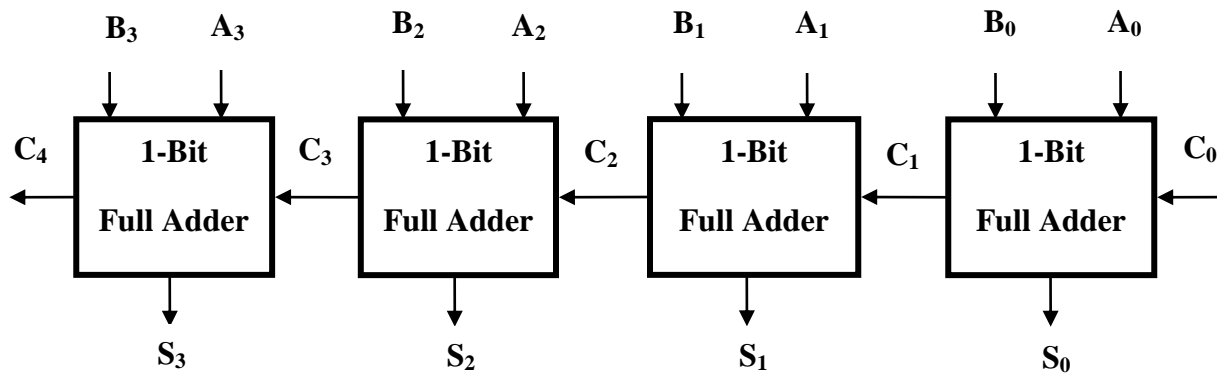 B₃ A₃ B₂ A₂ B₁ A₁ B₀ A₀
C₄ 1-Bit C₃ 1-Bit C₂ 1-Bit C₁ 1-Bit C₀
Full Adder Full Adder Full Adder Full Adder
S₃ S₂ S₁ S₀